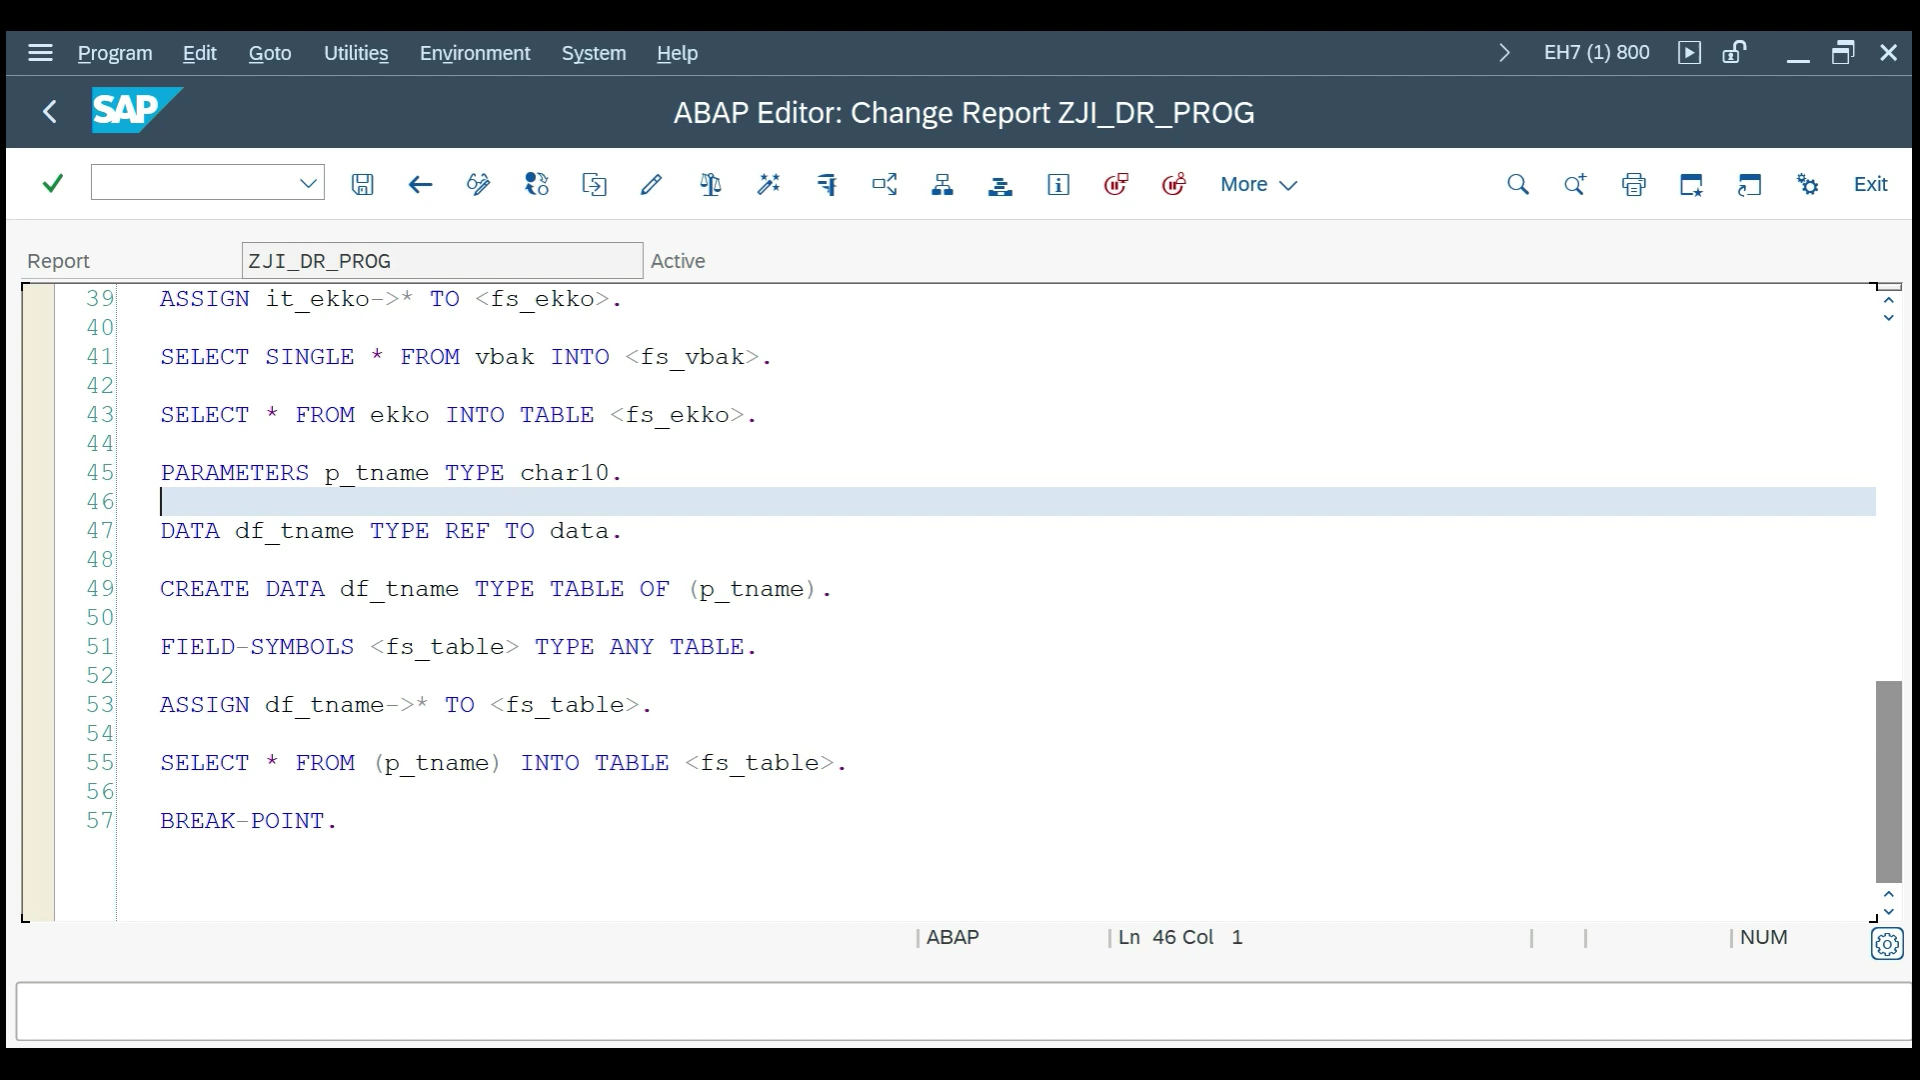 Program Edit Goto Utilities Environment System Help EH7 (1) 800
SAP ABAP Editor: Change Report ZJI_DR_PROG
More Exit
Report ZJI_DR_PROG Active
39 ASSIGN it_ekko->* TO <fs_ekko>.
40
41 SELECT SINGLE * FROM vbak INTO <fs_vbak>.
42
43 SELECT * FROM ekko INTO TABLE <fs_ekko>.
44
45 PARAMETERS p_tname TYPE char10.
46
47 DATA df_tname TYPE REF TO data.
48
49 CREATE DATA df_tname TYPE TABLE OF (p_tname).
50
51 FIELD-SYMBOLS <fs_table> TYPE ANY TABLE.
52
53 ASSIGN df_tname->* TO <fs_table>.
54
55 SELECT * FROM (p_tname) INTO TABLE <fs_table>.
56
57 BREAK-POINT.
ABAP Ln 46 Col 1 NUM